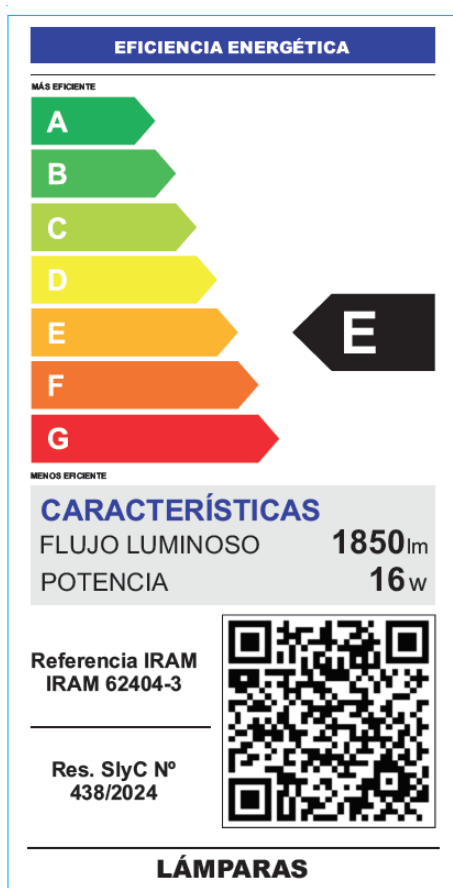 EFICIENCIA ENERGÉTICA
MÁS EFICIENTE
A
B
C
D
E
E
F
G
MENOS EFICIENTE
CARACTERÍSTICAS
FLUJO LUMINOSO 1850lm
POTENCIA 16w
Referencia IRAM
IRAM 62404-3
Res. SIyC Nº
438/2024
LÁMPARAS